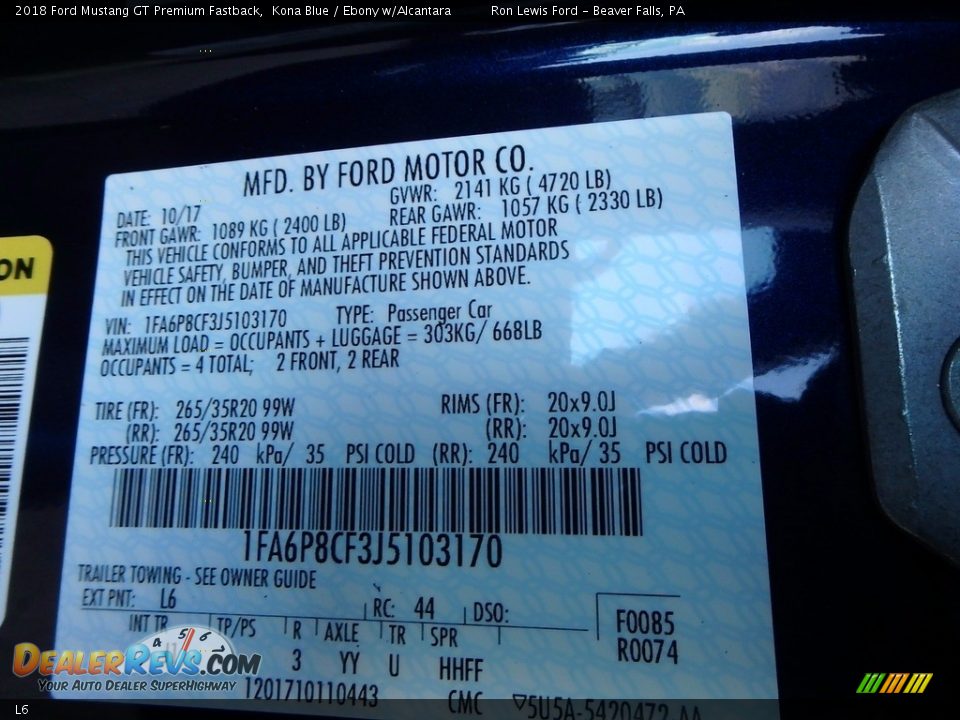 2018 Ford Mustang GT Premium Fastback, Kona Blue / Ebony w/Alcantara Ron Lewis Ford - Beaver Falls, PA
MFD. BY FORD MOTOR CO.
DATE: 10/17 GVWR: 2141 KG ( 4720 LB)
FRONT GAWR: 1089 KG ( 2400 LB) REAR GAWR: 1057 KG ( 2330 LB)
THIS VEHICLE CONFORMS TO ALL APPLICABLE FEDERAL MOTOR
VEHICLE SAFETY, BUMPER, AND THEFT PREVENTION STANDARDS
IN EFFECT ON THE DATE OF MANUFACTURE SHOWN ABOVE.
VIN: 1FA6P8CF3J5103170 TYPE: Passenger Car
MAXIMUM LOAD = OCCUPANTS + LUGGAGE = 303KG/ 668LB
OCCUPANTS = 4 TOTAL; 2 FRONT, 2 REAR
TIRE (FR): 265/35R20 99W RIMS (FR): 20x9.0J
(RR): 265/35R20 99W (RR): 20x9.0J
PRESSURE (FR): 240 kPa/ 35 PSI COLD (RR): 240 kPa/ 35 PSI COLD
1FA6P8CF3J5103170
TRAILER TOWING - SEE OWNER GUIDE
EXT PNT: L6 RC: 44 DSO: F0085
INT TR TP/PS R AXLE TR SPR R0074
3 YY U HHFF
1201710110443 CMC 5U5A-5420472-AA
ON
DealerRevs.com
Your Auto Dealer SuperHighway
L6